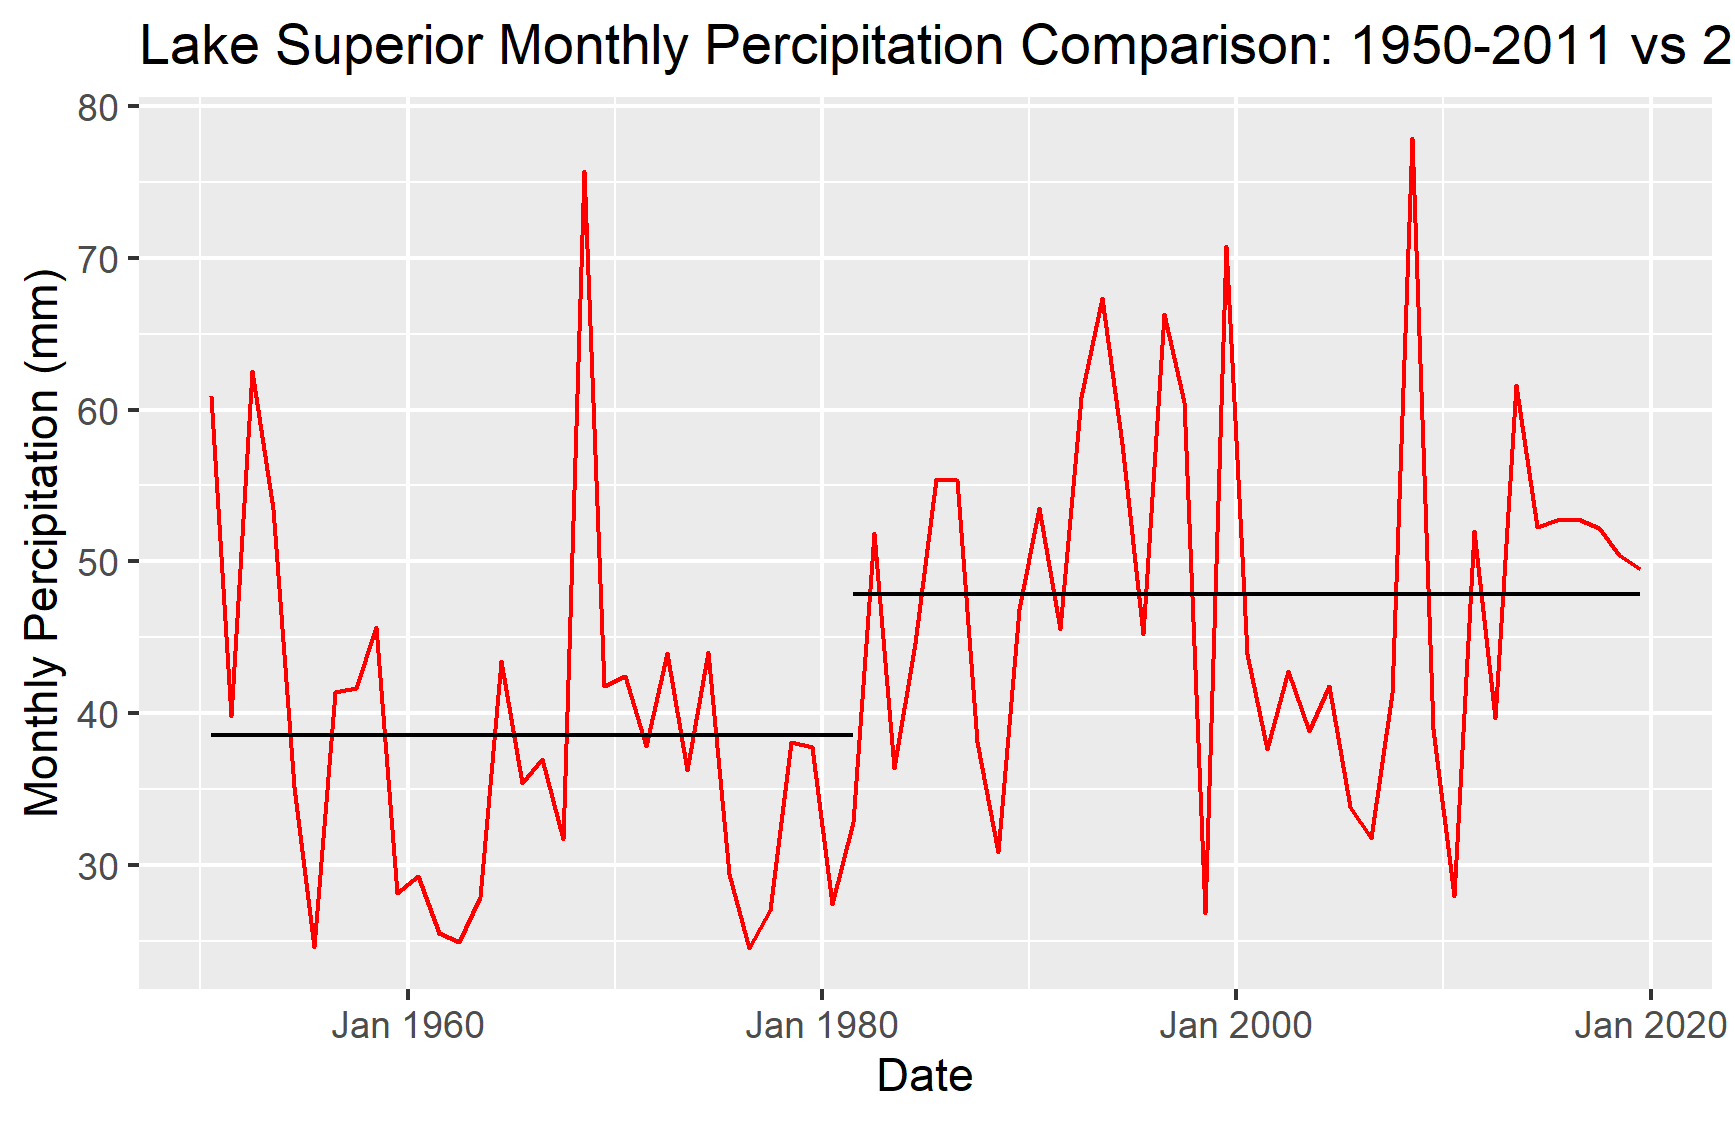 Lake Superior Monthly Percipitation Comparison: 1950-2011 vs 2
80
70
60
50
40
30
Monthly Percipitation (mm)
Jan 1960 Jan 1980 Jan 2000 Jan 2020
Date